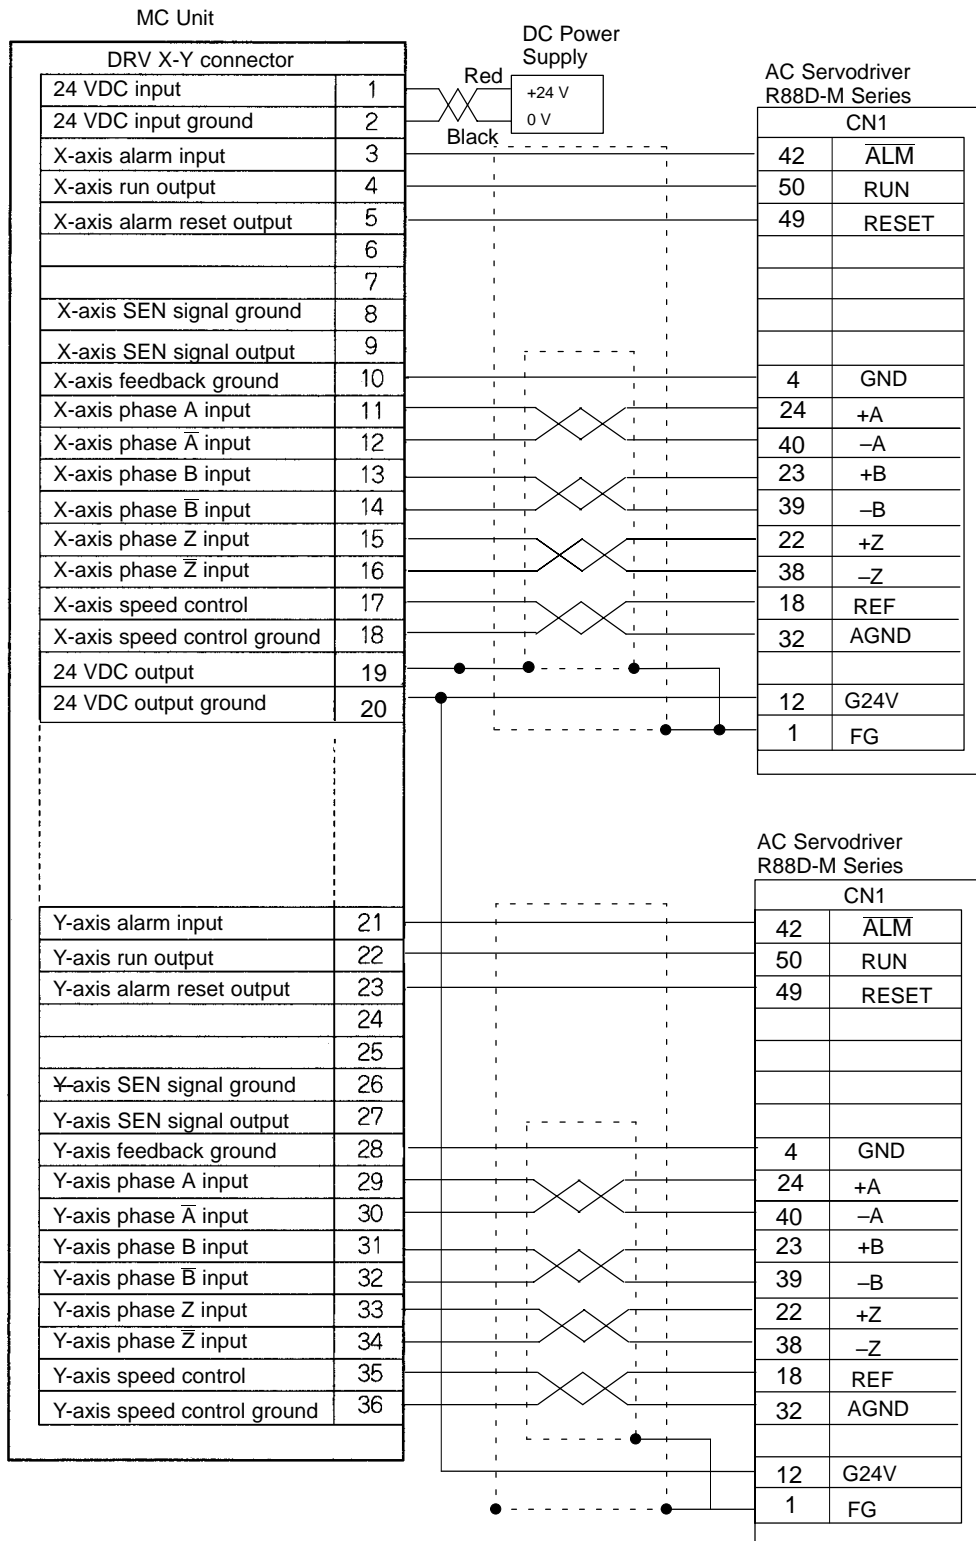 MC Unit
DRV X-Y connector
24 VDC input 1
24 VDC input ground 2
X-axis alarm input 3
X-axis run output 4
X-axis alarm reset output 5
6
7
X-axis SEN signal ground 8
X-axis SEN signal output 9
X-axis feedback ground 10
X-axis phase A input 11
X-axis phase A̅ input 12
X-axis phase B input 13
X-axis phase B̅ input 14
X-axis phase Z input 15
X-axis phase Z̅ input 16
X-axis speed control 17
X-axis speed control ground 18
24 VDC output 19
24 VDC output ground 20
Y-axis alarm input 21
Y-axis run output 22
Y-axis alarm reset output 23
24
25
Y-axis SEN signal ground 26
Y-axis SEN signal output 27
Y-axis feedback ground 28
Y-axis phase A input 29
Y-axis phase A̅ input 30
Y-axis phase B input 31
Y-axis phase B̅ input 32
Y-axis phase Z input 33
Y-axis phase Z̅ input 34
Y-axis speed control 35
Y-axis speed control ground 36
DC Power
Supply
Red
+24 V
0 V
Black
AC Servodriver
R88D-M Series
CN1
42 A̅L̅M̅
50 RUN
49 RESET
4 GND
24 +A
40 –A
23 +B
39 –B
22 +Z
38 –Z
18 REF
32 AGND
12 G24V
1 FG
AC Servodriver
R88D-M Series
CN1
42 A̅L̅M̅
50 RUN
49 RESET
4 GND
24 +A
40 –A
23 +B
39 –B
22 +Z
38 –Z
18 REF
32 AGND
12 G24V
1 FG